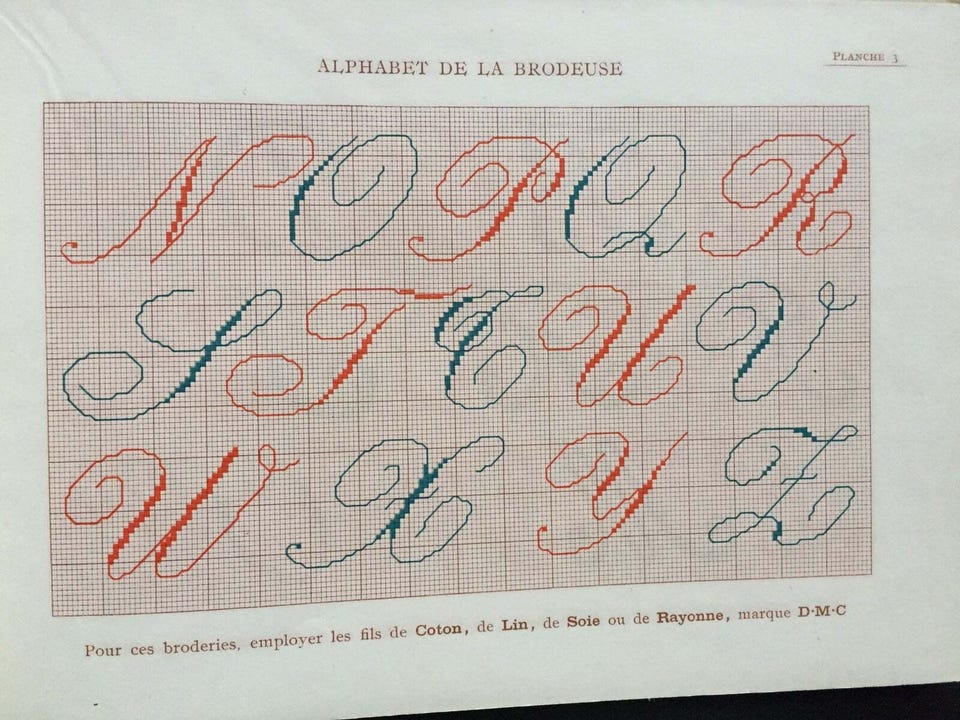 PLANCHE 3
ALPHABET DE LA BRODEUSE
N O P Q R
S T U V
W X Y Z
Pour ces broderies, employer les fils de Coton, de Lin, de Soie ou de Rayonne, marque D·M·C